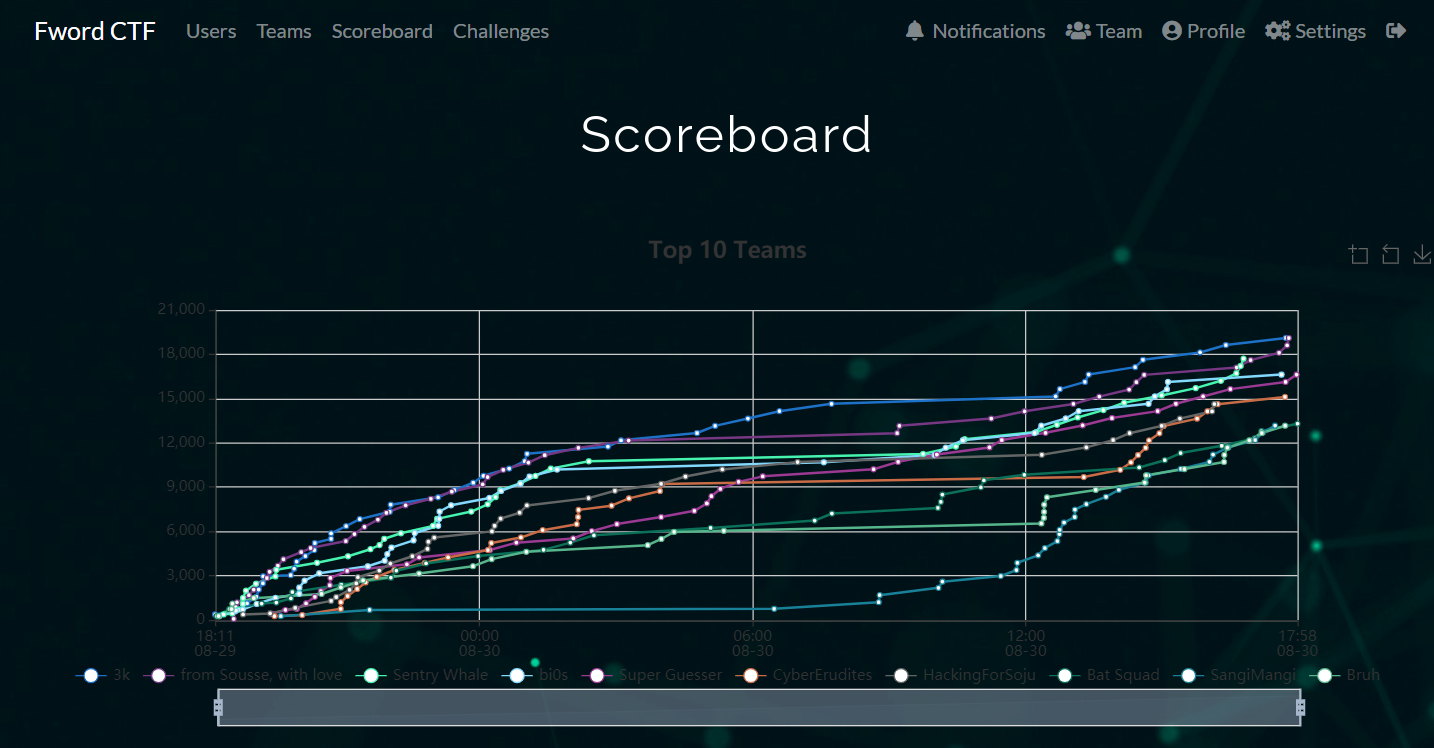 Fword CTF Users Teams Scoreboard Challenges Notifications Team Profile Settings
Scoreboard
Top 10 Teams
21,000
18,000
15,000
12,000
9,000
6,000
3,000
0
18:11 00:00 06:00 12:00 17:58
08-29 08-30 08-30 08-30 08-30
3k from Sousse, with love Sentry Whale bi0s Super Guesser CyberErudites HackingForSoju Bat Squad SangiMangi Bruh